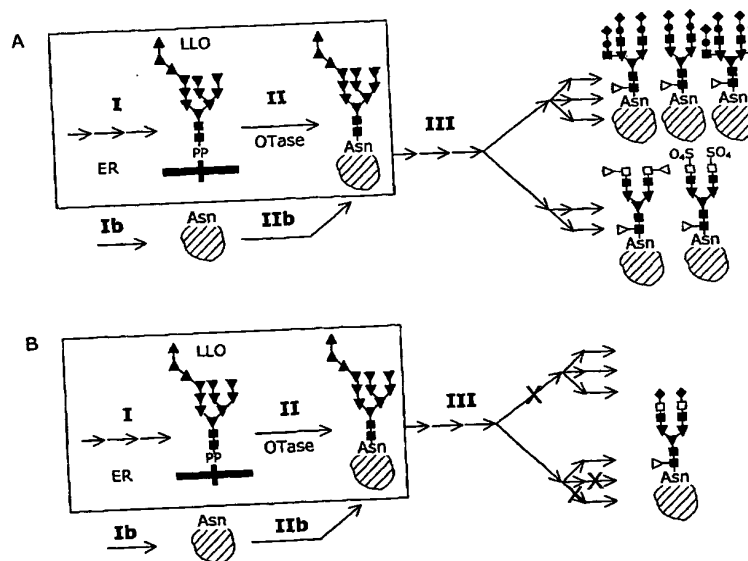 A
LLO
I
II
PP
OTase
ER
Asn
III
Ib
Asn
IIb
Asn Asn Asn
O₄S SO₄
Asn Asn
B
LLO
I
II
PP
OTase
ER
Asn
III
Ib
Asn
IIb
Asn